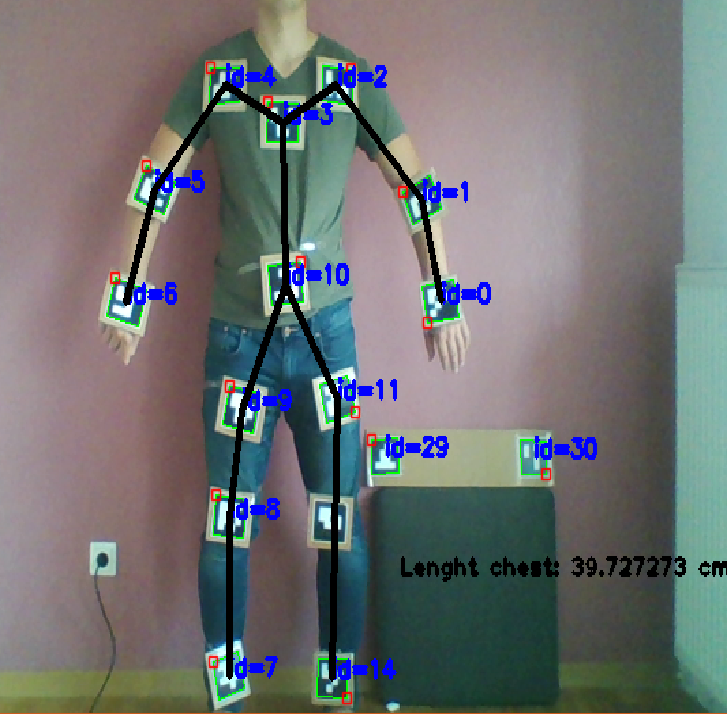 id=4
id=2
id=3
id=5
id=1
id=10
id=6
id=0
id=9
id=11
id=29
id=30
id=8
Lenght chest: 39.727273 cm
id=7
id=14